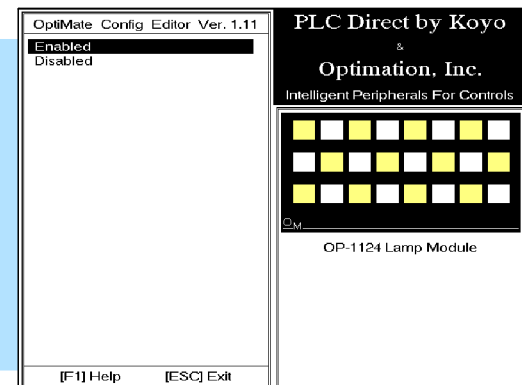 OptiMate Config Editor Ver. 1.11
Enabled
Disabled
[F1] Help [ESC] Exit
PLC Direct by Koyo
&
Optimation, Inc.
Intelligent Peripherals For Controls
OM
OP-1124 Lamp Module